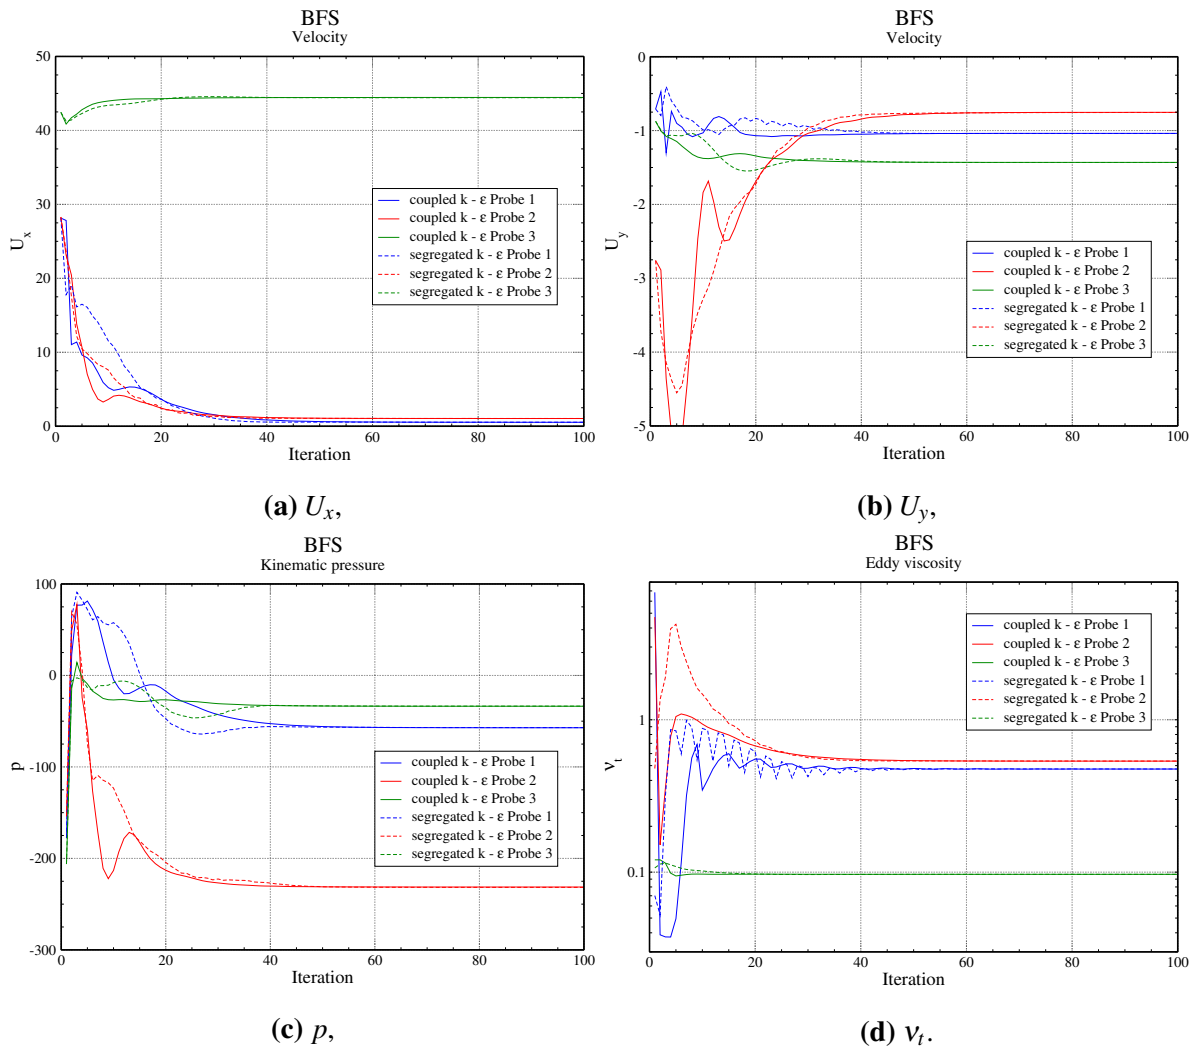 BFS
Velocity
50
40
30
20
10
0
U_x
coupled k - ε Probe 1
coupled k - ε Probe 2
coupled k - ε Probe 3
segregated k - ε Probe 1
segregated k - ε Probe 2
segregated k - ε Probe 3
0 20 40 60 80 100
Iteration
(a) U_x,
BFS
Velocity
0
-1
-2
-3
-4
-5
U_y
coupled k - ε Probe 1
coupled k - ε Probe 2
coupled k - ε Probe 3
segregated k - ε Probe 1
segregated k - ε Probe 2
segregated k - ε Probe 3
0 20 40 60 80 100
Iteration
(b) U_y,
BFS
Kinematic pressure
100
0
-100
-200
-300
p
coupled k - ε Probe 1
coupled k - ε Probe 2
coupled k - ε Probe 3
segregated k - ε Probe 1
segregated k - ε Probe 2
segregated k - ε Probe 3
0 20 40 60 80 100
Iteration
(c) p,
BFS
Eddy viscosity
1
0.1
ν_t
coupled k - ε Probe 1
coupled k - ε Probe 2
coupled k - ε Probe 3
segregated k - ε Probe 1
segregated k - ε Probe 2
segregated k - ε Probe 3
0 20 40 60 80 100
Iteration
(d) ν_t.